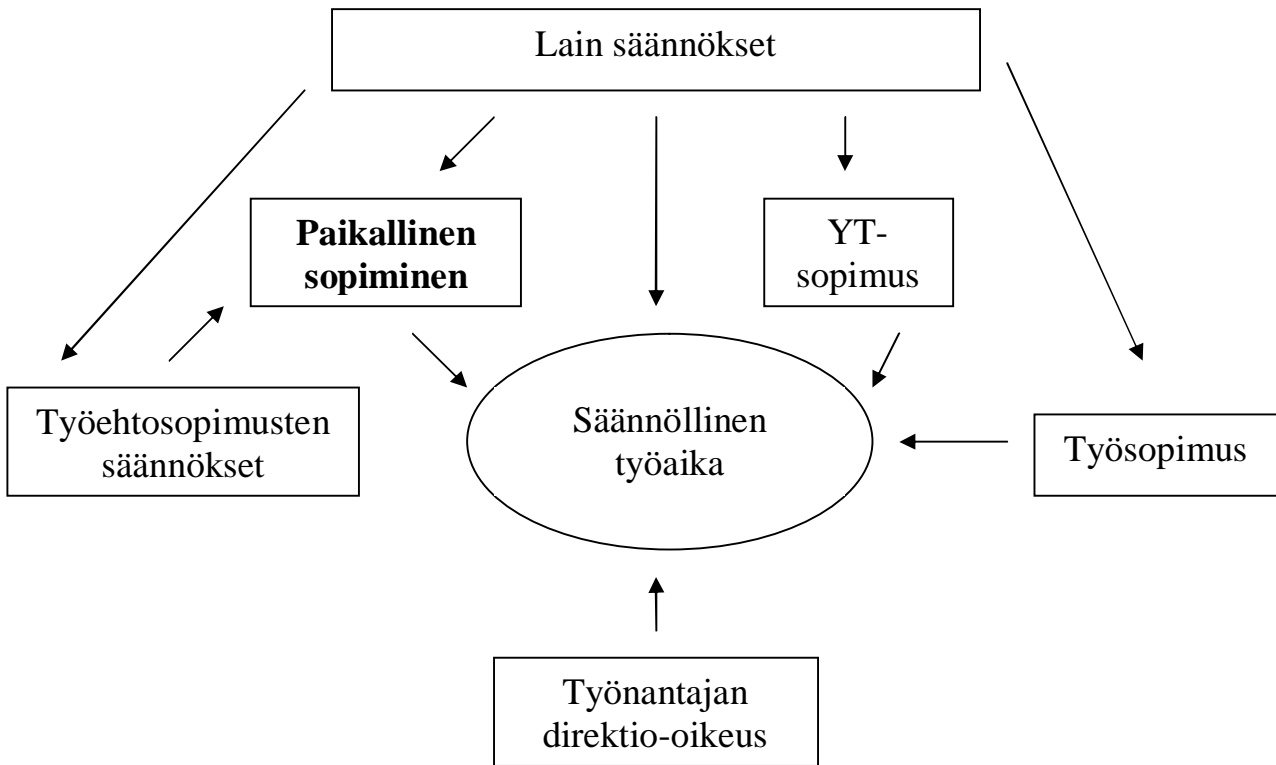 Lain säännökset
Paikallinen
sopiminen
YT-
sopimus
Työehtosopimusten
säännökset
Säännöllinen
työaika
Työsopimus
Työnantajan
direktio-oikeus